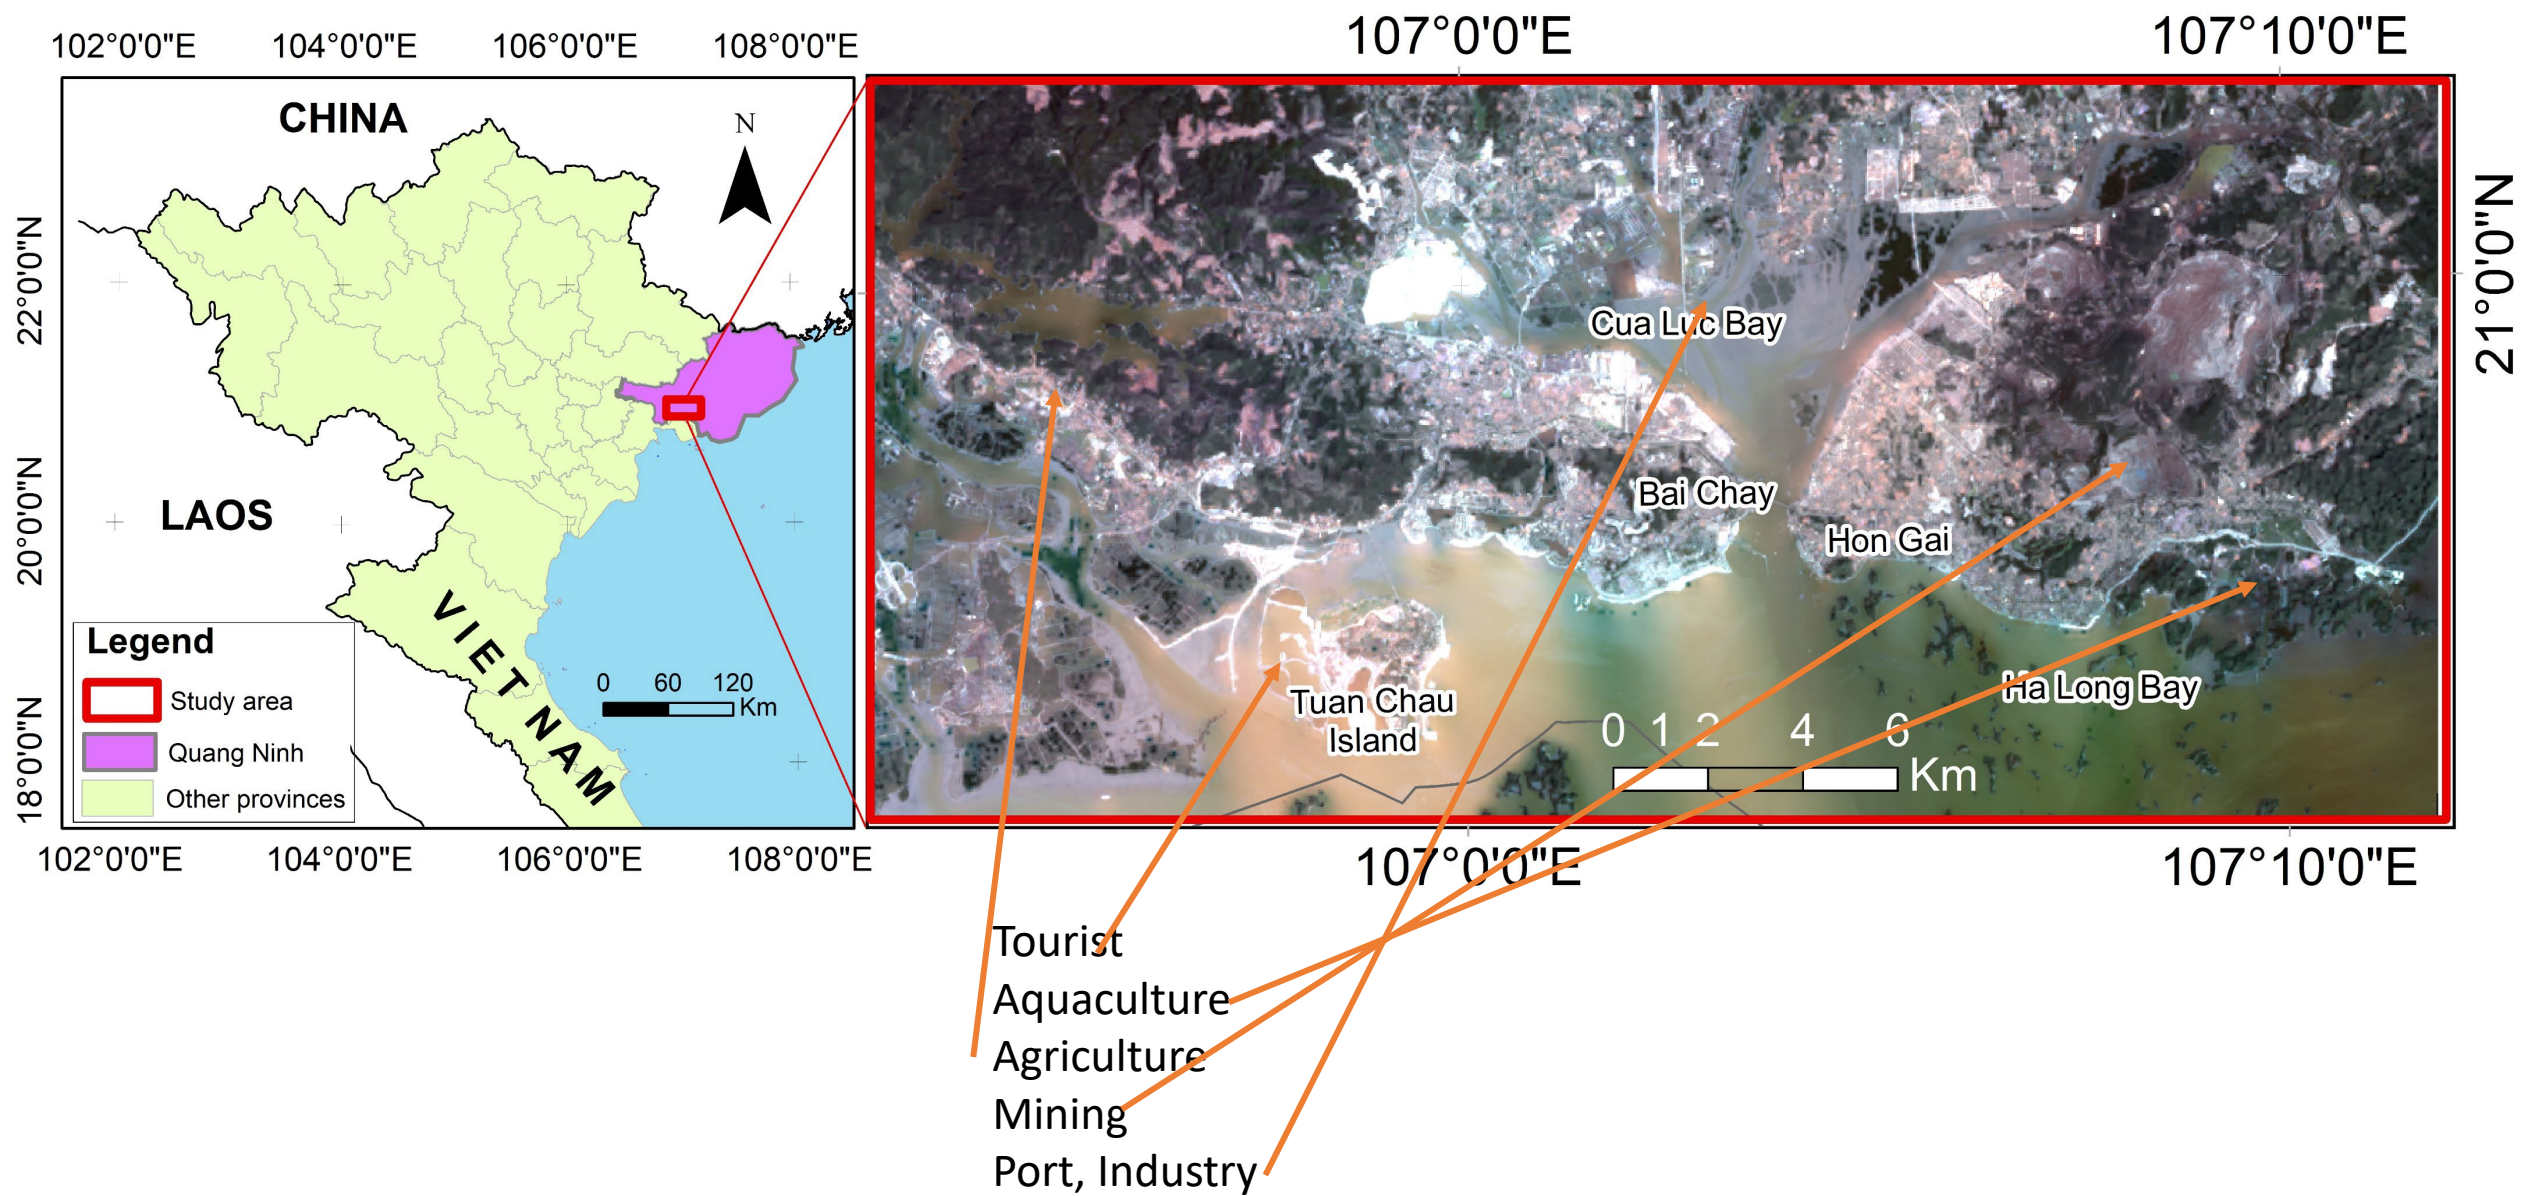 102°0'0"E 104°0'0"E 106°0'0"E 108°0'0"E
107°0'0"E 107°10'0"E
CHINA
N
22°0'0"N
20°0'0"N
18°0'0"N
LAOS
VIET NAM
Legend
Study area
Quang Ninh
Other provinces
0 60 120
Km
102°0'0"E 104°0'0"E 106°0'0"E 108°0'0"E
21°0'0"N
Cua Luc Bay
Bai Chay
Hon Gai
Tuan Chau
Island
Ha Long Bay
0 1 2 4 6
Km
107°0'0"E 107°10'0"E
Tourist
Aquaculture
Agriculture
Mining
Port, Industry